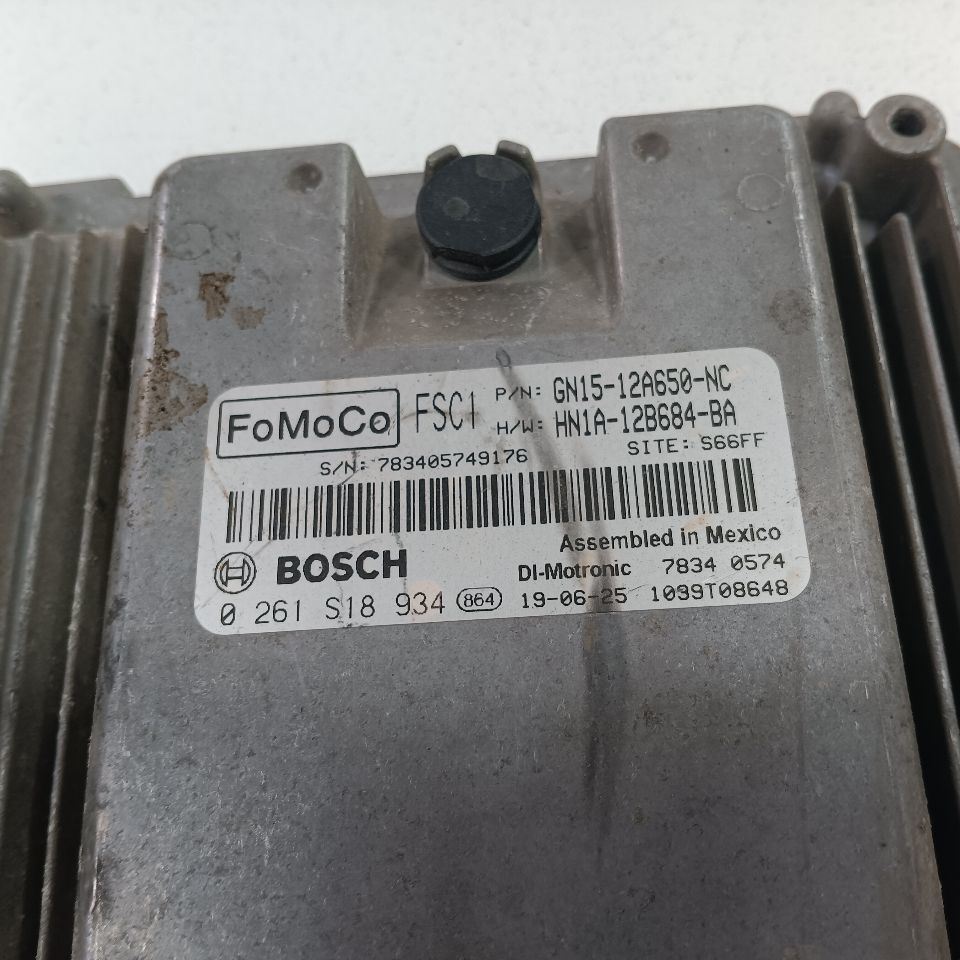 FoMoCo FSC1 P/N: GN15-12A650-NC
H/W: HN1A-12B684-BA
S/N: 783405749176 SITE: S66FF
Assembled in Mexico
BOSCH DI-Motronic 7834 0574
0 261 S18 934 864 19-06-25 1039T08648